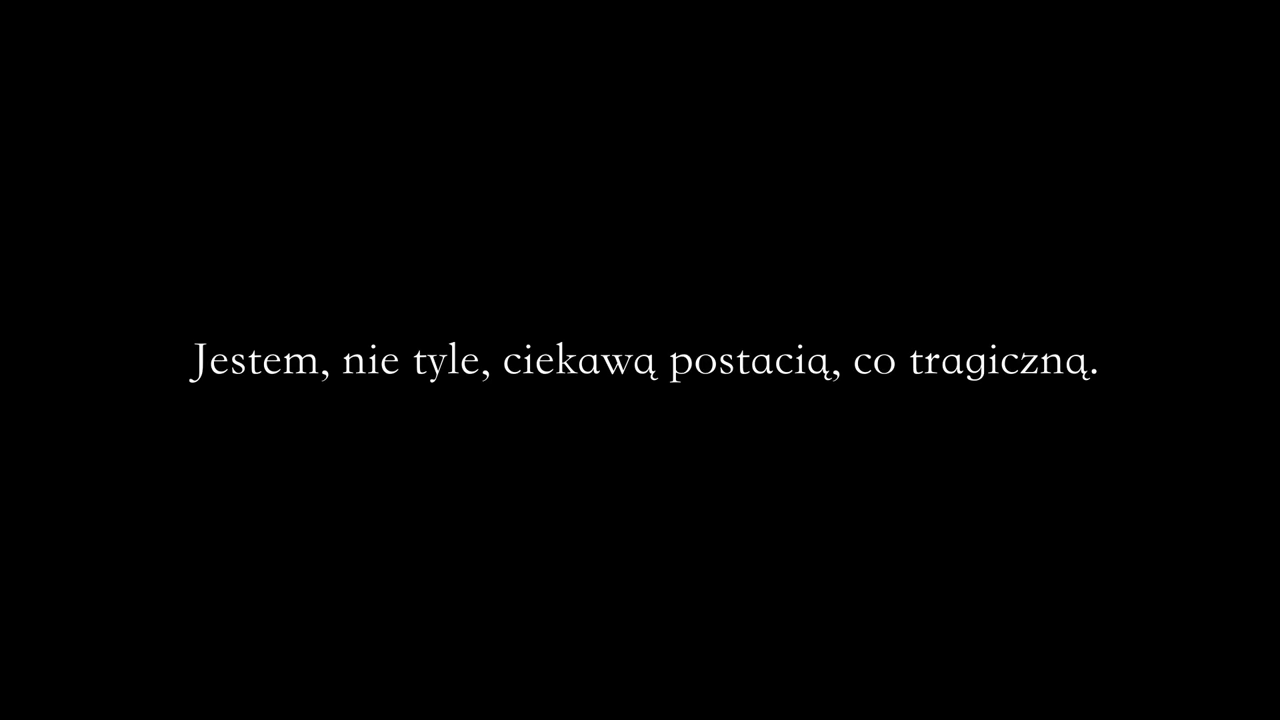 Jestem, nie tyle, ciekawą postacią, co tragiczną.